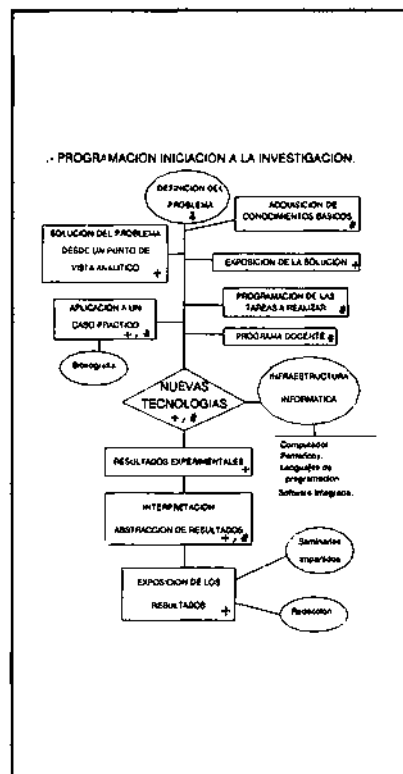 .- PROGRAMACION INICIACION A LA INVESTIGACION.
DEFINICION DEL
PROBLEMA
ADQUISICION DE
CONOCIMIENTOS BASICOS
#
SOLUCION DEL PROBLEMA
DESDE UN PUNTO DE
VISTA ANALITICO
+
EXPOSICION DE LA SOLUCION +
APLICACION A UN
CASO PRACTICO
+ , #
PROGRAMACION DE LAS
TAREAS A REALIZAR
#
PROGRAMA DOCENTE #
Bibliografia
NUEVAS
TECNOLOGIAS
+ , #
INFRAESTRUCTURA
INFORMATICA
Computador
Perifericos,
Lenguajes de
programacion
Software Integrado.
RESULTADOS EXPERIMENTALES +
INTERPRETACION
ABSTRACCION DE RESULTADOS
+ , #
EXPOSICION DE LOS
RESULTADOS
+
Seminarios
impartidos
Redaccion